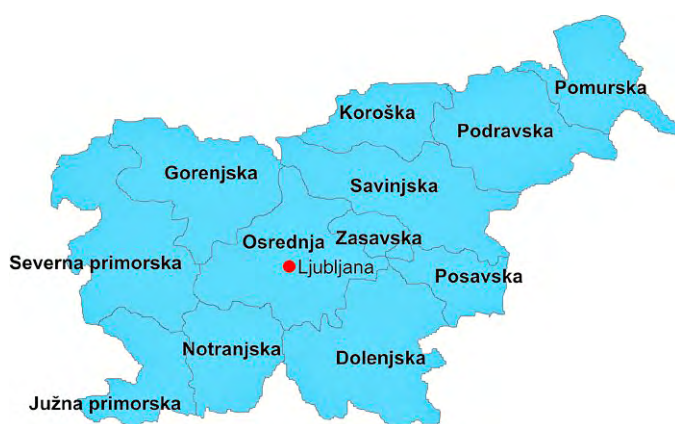 Pomurska
Koroška
Podravska
Gorenjska
Savinjska
Osrednja
Zasavska
Severna primorska
Ljubljana
Posavska
Notranjska
Dolenjska
Južna primorska